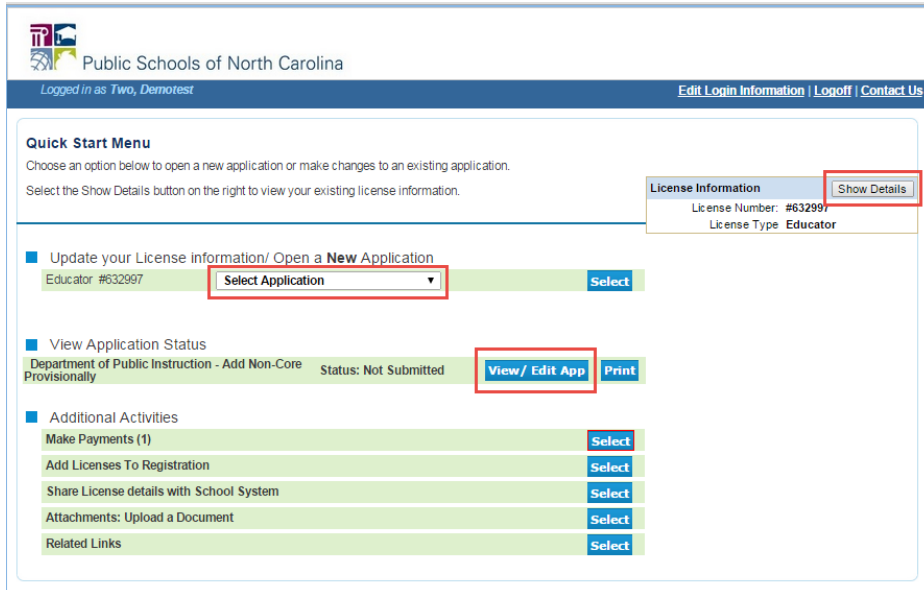 Public Schools of North Carolina
Logged in as Two, Demotest
Edit Login Information | Logoff | Contact Us
Quick Start Menu
Choose an option below to open a new application or make changes to an existing application.
Select the Show Details button on the right to view your existing license information.
License Information Show Details
License Number: #632997
License Type Educator
Update your License information/ Open a New Application
Educator #632997 Select Application Select
View Application Status
Department of Public Instruction - Add Non-Core
Provisionally
Status: Not Submitted View/ Edit App Print
Additional Activities
Make Payments (1) Select
Add Licenses To Registration Select
Share License details with School System Select
Attachments: Upload a Document Select
Related Links Select